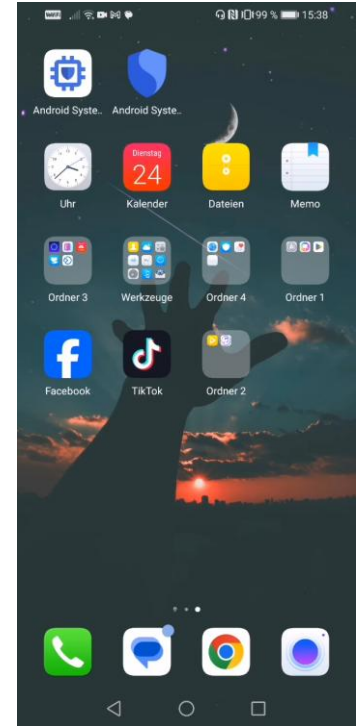 99 % 15:38
Android Syste.. Android Syste..
Dienstag
24
Uhr Kalender Dateien Memo
Ordner 3 Werkzeuge Ordner 4 Ordner 1
Facebook TikTok Ordner 2